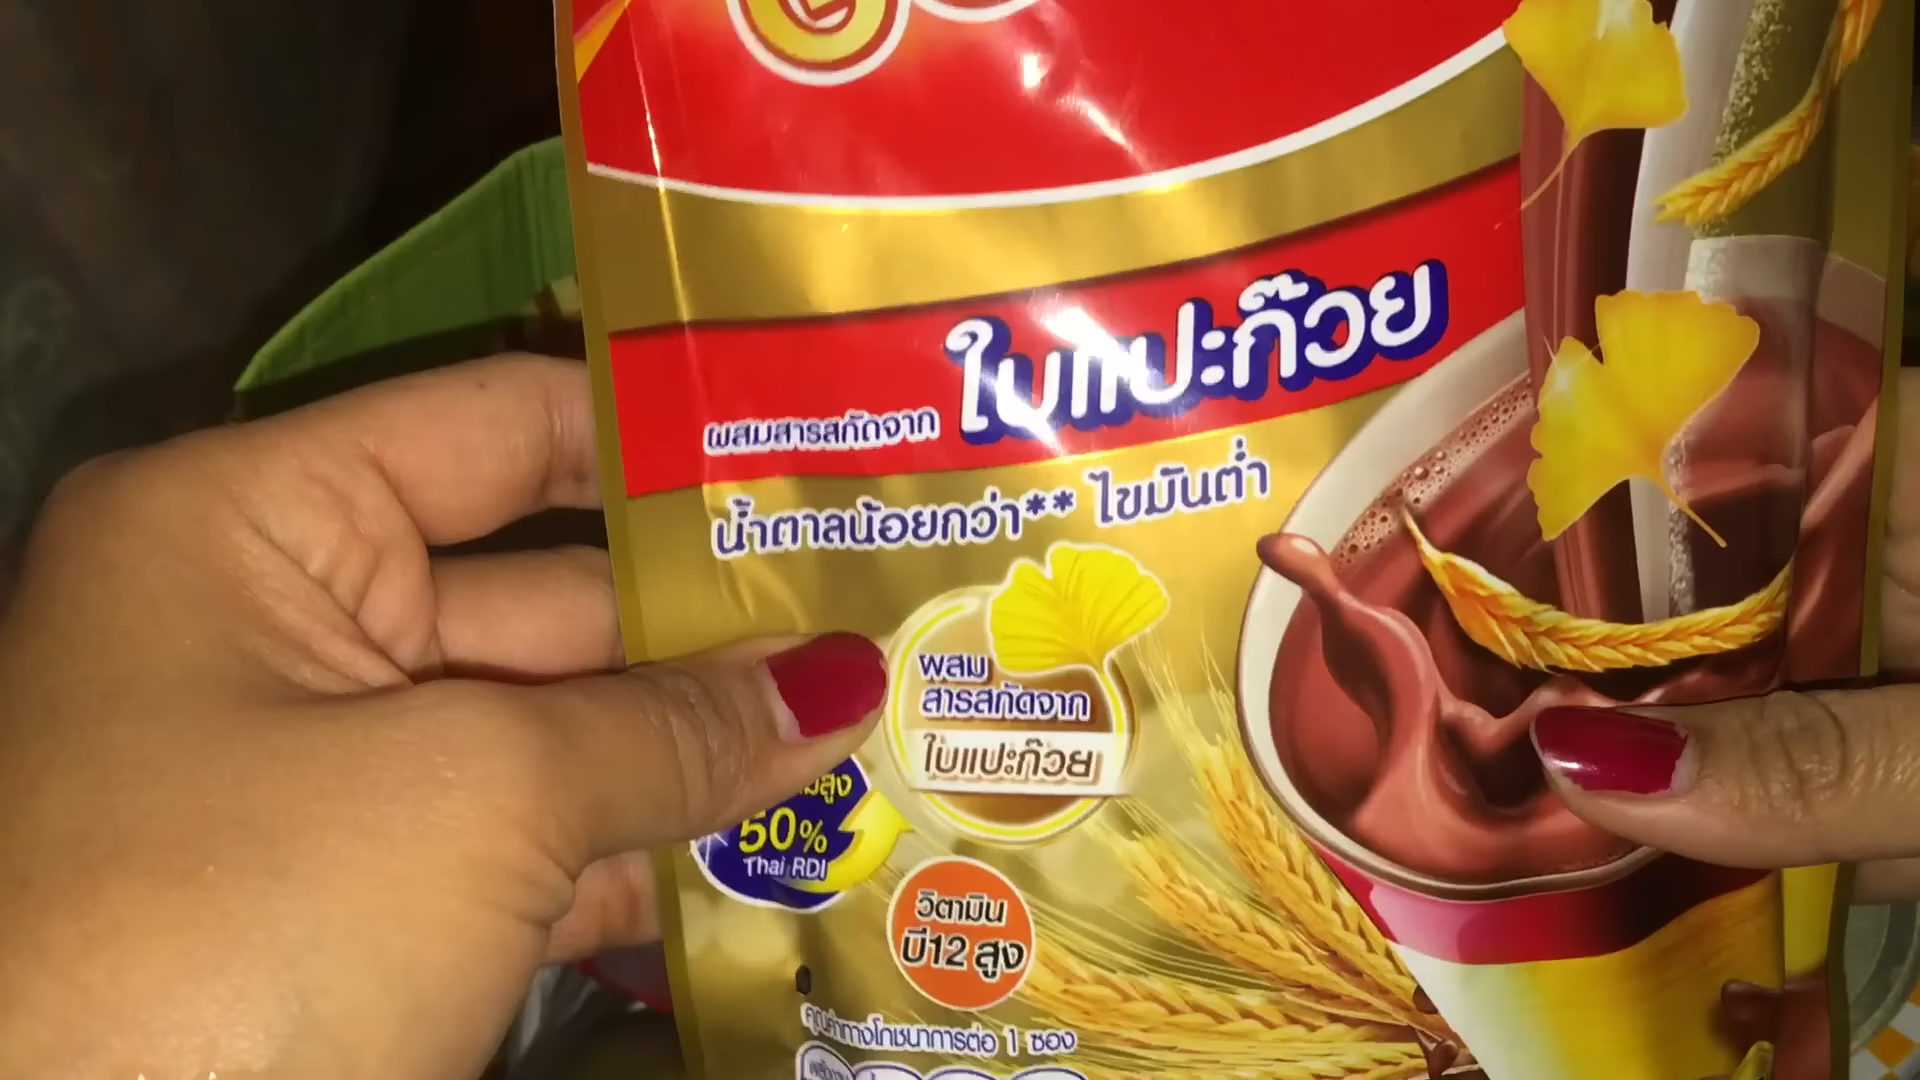 ผสมสารสกัดจาก ใบแปะก๊วย
น้ำตาลน้อยกว่า** ไขมันต่ำ
ผสม
สารสกัดจาก
ใบแปะก๊วย
สูง
50%
Thai RDI
วิตามิน
บี12 สูง
คุณค่าทางโภชนาการต่อ 1 ซอง